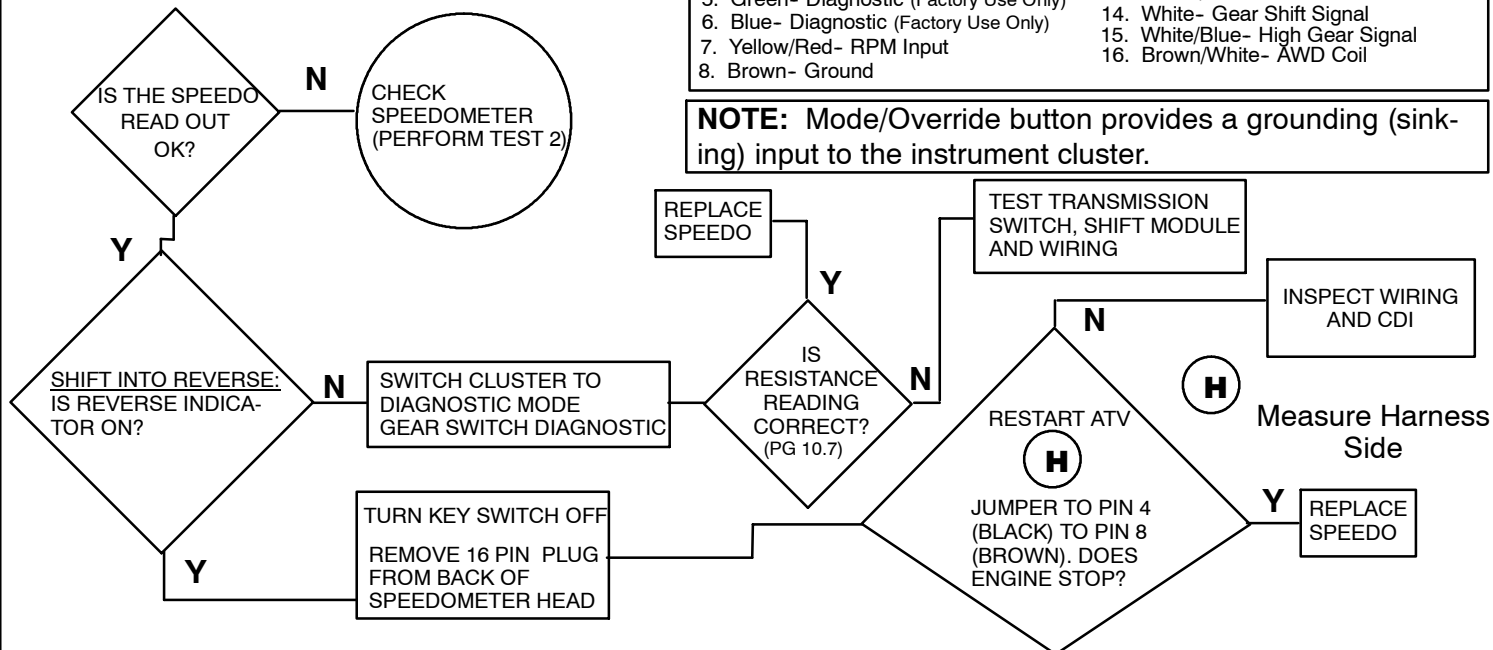 5. Green- Diagnostic (Factory Use Only)
6. Blue- Diagnostic (Factory Use Only)
7. Yellow/Red- RPM Input
8. Brown- Ground
14. White- Gear Shift Signal
15. White/Blue- High Gear Signal
16. Brown/White- AWD Coil
NOTE: Mode/Override button provides a grounding (sink-
ing) input to the instrument cluster.
IS THE SPEEDO
READ OUT
OK?
N
CHECK
SPEEDOMETER
(PERFORM TEST 2)
Y
SHIFT INTO REVERSE:
IS REVERSE INDICA-
TOR ON?
N
SWITCH CLUSTER TO
DIAGNOSTIC MODE
GEAR SWITCH DIAGNOSTIC
IS
RESISTANCE
READING
CORRECT?
(PG 10.7)
Y
REPLACE
SPEEDO
N
TEST TRANSMISSION
SWITCH, SHIFT MODULE
AND WIRING
Y
TURN KEY SWITCH OFF
REMOVE 16 PIN PLUG
FROM BACK OF
SPEEDOMETER HEAD
RESTART ATV
H
JUMPER TO PIN 4
(BLACK) TO PIN 8
(BROWN). DOES
ENGINE STOP?
N
INSPECT WIRING
AND CDI
H
Measure Harness
Side
Y
REPLACE
SPEEDO